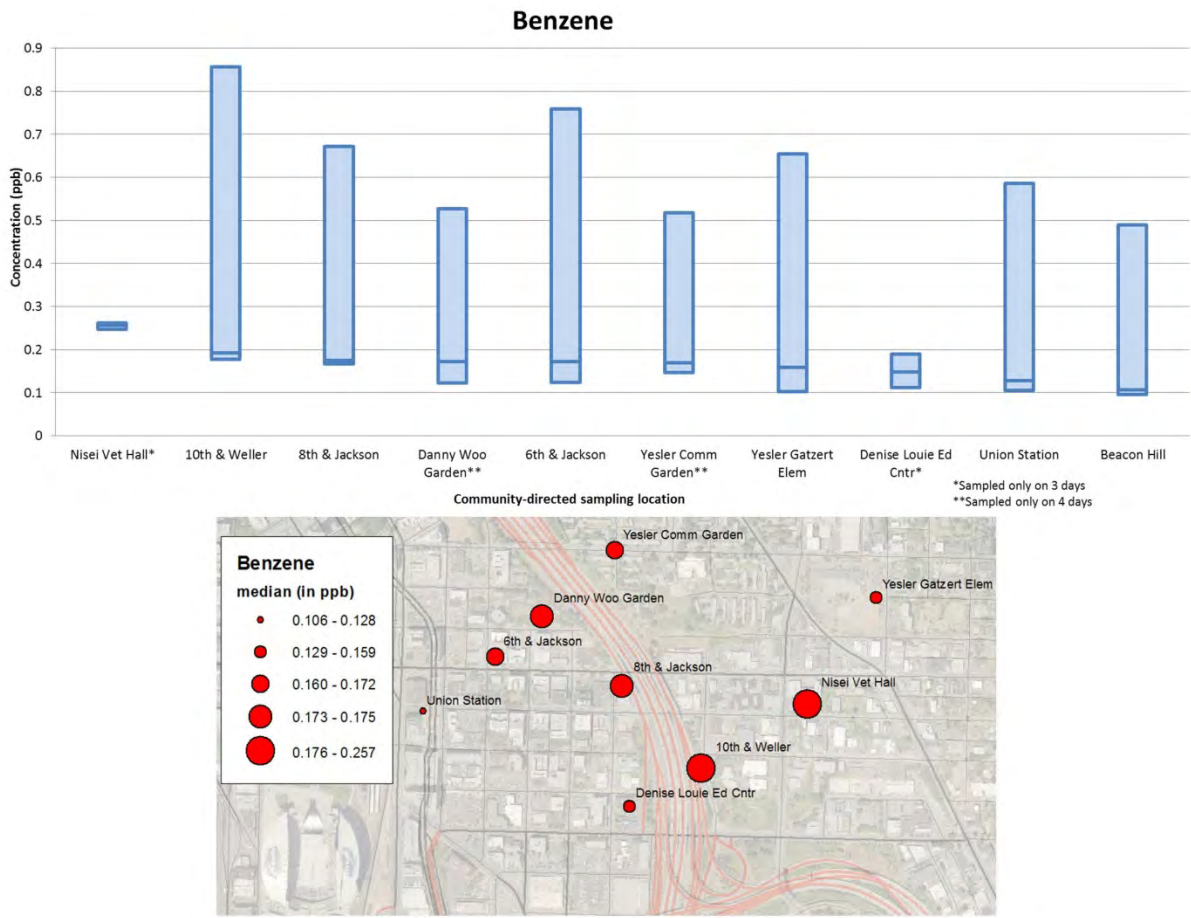 Benzene
0.9
0.8
0.7
0.6
0.5
0.4
0.3
0.2
0.1
0
Concentration (ppb)
Nisei Vet Hall*
10th & Weller
8th & Jackson
Danny Woo
Garden**
6th & Jackson
Yesler Comm
Garden**
Yesler Gatzert
Elem
Denise Louie Ed
Cntr*
Union Station
Beacon Hill
*Sampled only on 3 days
**Sampled only on 4 days
Community-directed sampling location
Benzene
median (in ppb)
0.106 - 0.128
0.129 - 0.159
0.160 - 0.172
0.173 - 0.175
0.176 - 0.257
Yesler Comm Garden
Yesler Gatzert Elem
Danny Woo Garden
6th & Jackson
8th & Jackson
Nisei Vet Hall
Union Station
10th & Weller
Denise Louie Ed Cntr